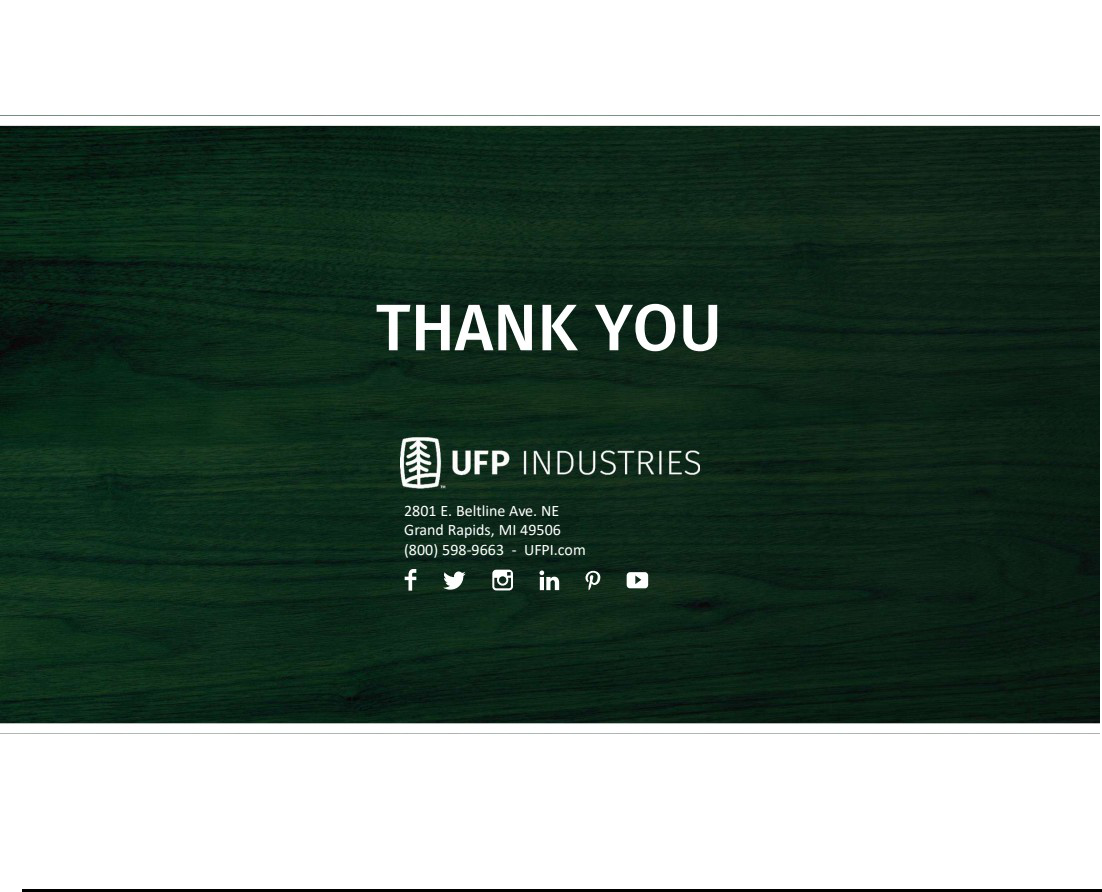 THANK YOU
UFP INDUSTRIES
2801 E. Beltline Ave. NE
Grand Rapids, MI 49506
(800) 598-9663 - UFPI.com